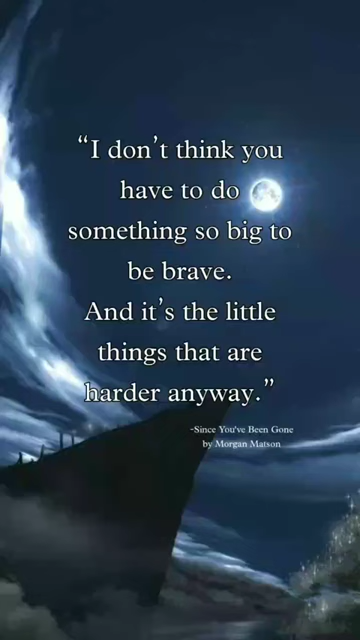 “I don’t think you
have to do
something so big to
be brave.
And it’s the little
things that are
harder anyway.”
-Since You've Been Gone
by Morgan Matson